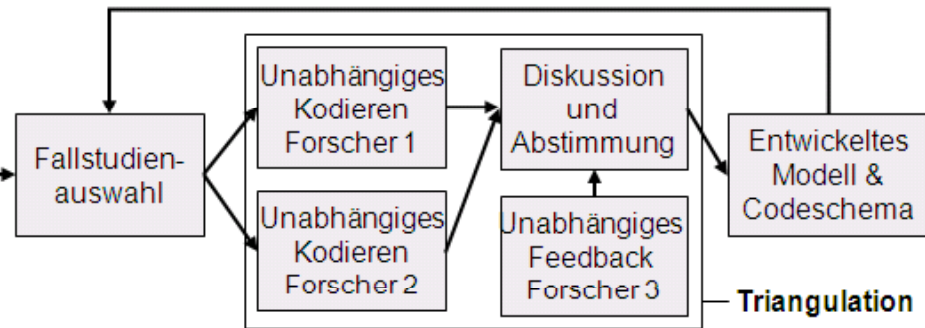 Fallstudien-
auswahl
Unabhängiges
Kodieren
Forscher 1
Unabhängiges
Kodieren
Forscher 2
Diskussion
und
Abstimmung
Unabhängiges
Feedback
Forscher 3
Entwickeltes
Modell &
Codeschema
Triangulation